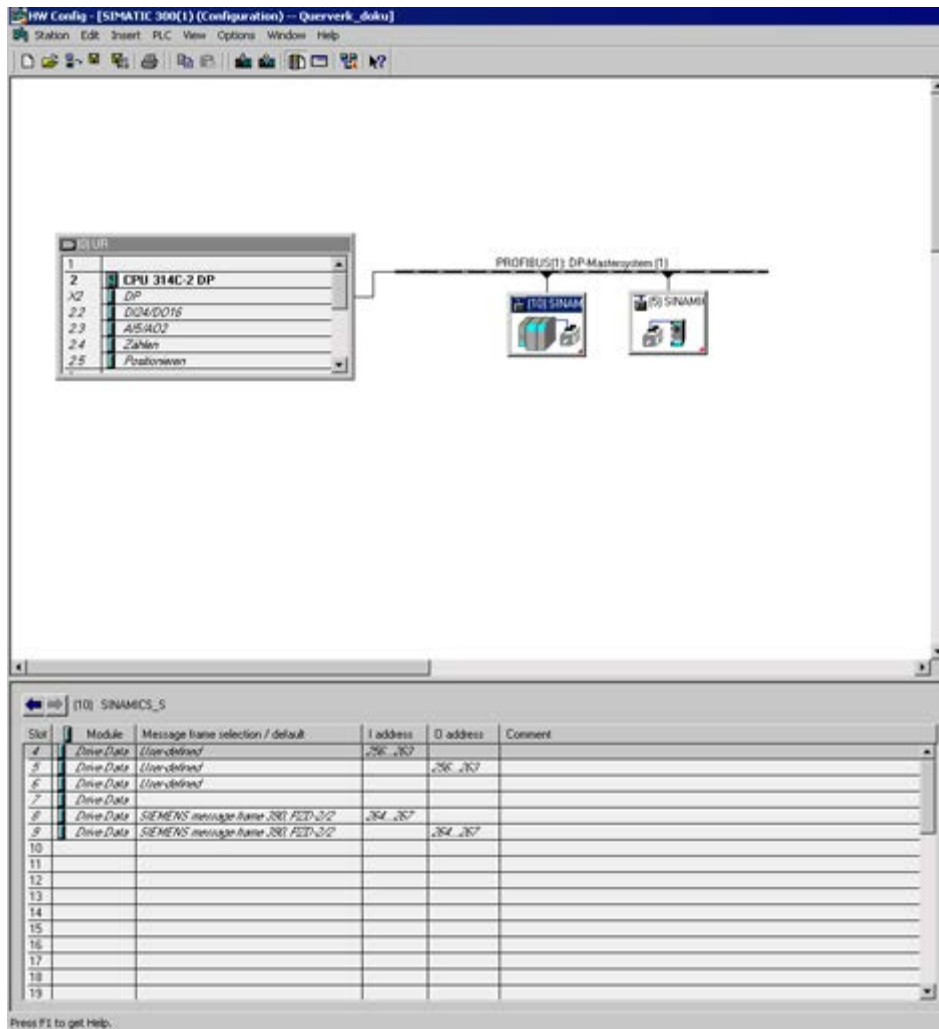 HW Config - [SIMATIC 300(1) (Configuration) -- Querverk_doku]
Station Edit Insert PLC View Options Window Help
(0) UR
1
2 CPU 314C-2 DP
X2 DP
2.2 DI24/DO16
2.3 AI5/AO2
2.4 Zählen
2.5 Positionieren
PROFIBUS(1): DP-Mastersystem (1)
(10) SINAM
(5) SINAMI
(10) SINAMICS_S
Slot Module Message frame selection / default I address O address Comment
4 Drive Data User-defined
5 Drive Data User-defined
6 Drive Data User-defined
7 Drive Data
8 Drive Data SIEMENS message frame 390, PZD-2/2 264...267
9 Drive Data SIEMENS message frame 390, PZD-2/2 264...267
10
11
12
13
14
15
16
17
18
19
Press F1 to get Help.